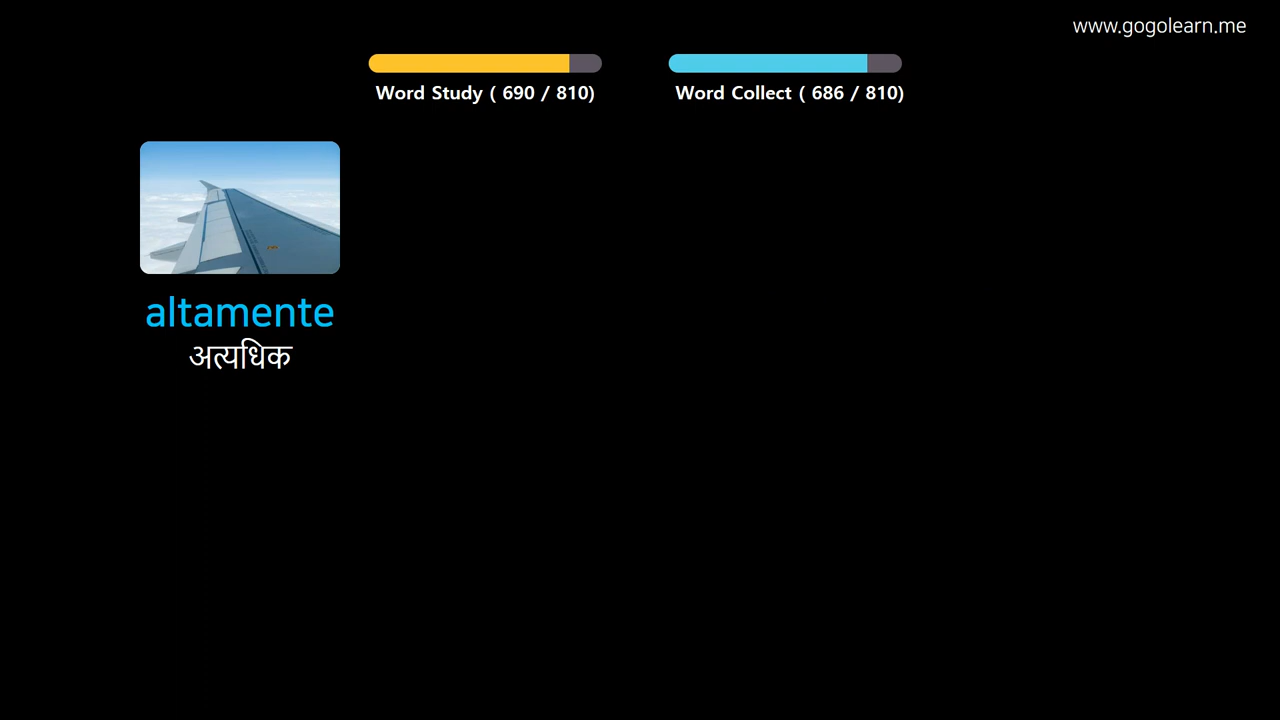 www.gogolearn.me
Word Study ( 690 / 810)
Word Collect ( 686 / 810)
altamente
अत्यधिक